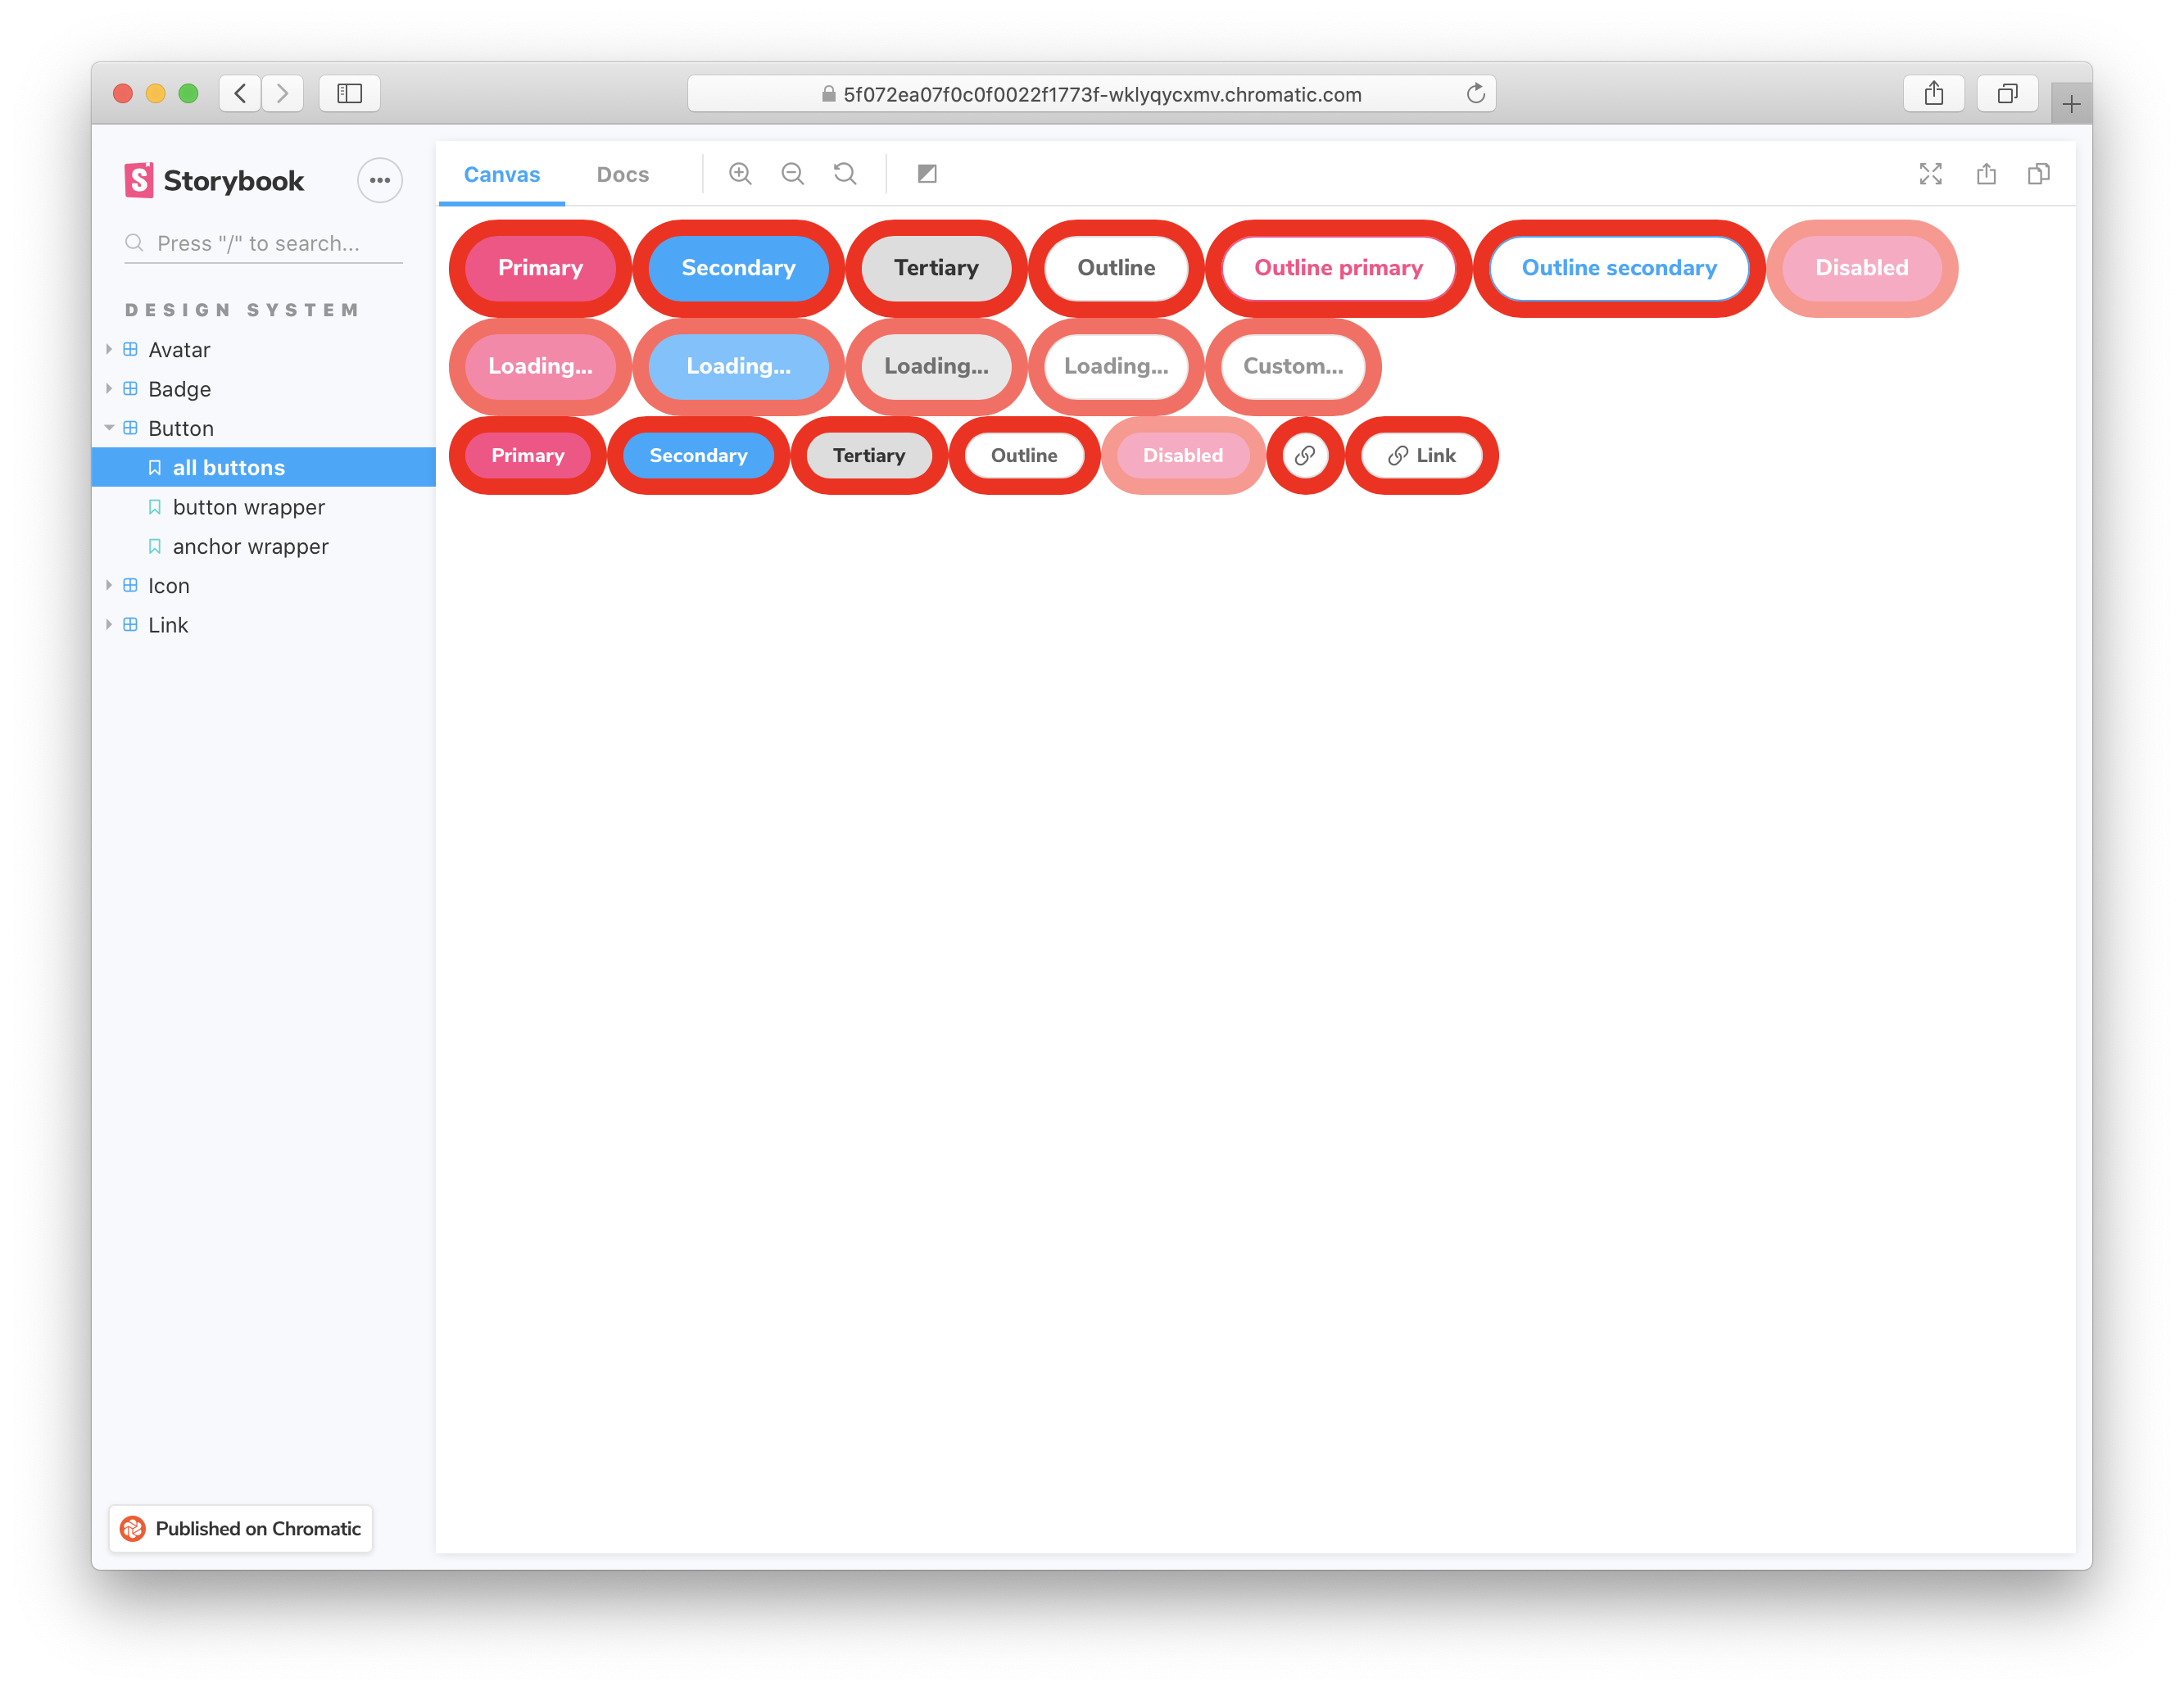 5f072ea07f0c0f0022f1773f-wklyqycxmv.chromatic.com
Storybook
Press "/" to search...
DESIGN SYSTEM
Avatar
Badge
Button
all buttons
button wrapper
anchor wrapper
Icon
Link
Published on Chromatic
Canvas Docs
Primary Secondary Tertiary Outline Outline primary Outline secondary Disabled
Loading... Loading... Loading... Loading... Custom...
Primary Secondary Tertiary Outline Disabled Link